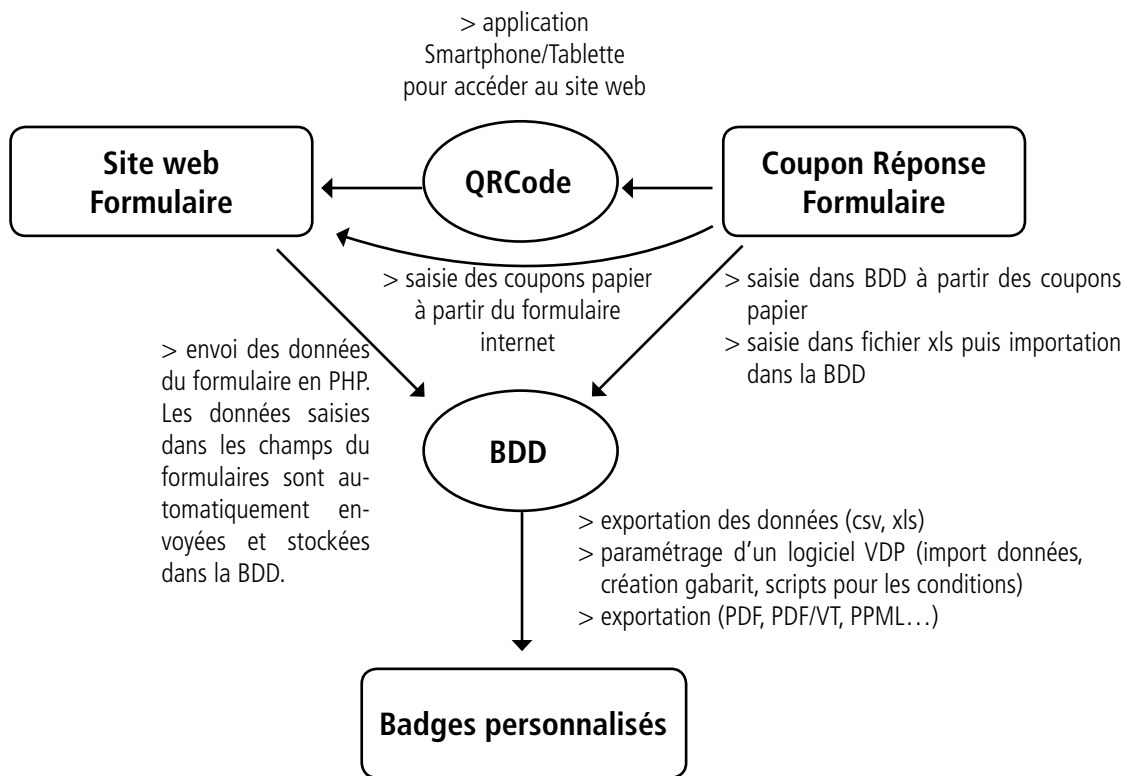 > application
Smartphone/Tablette
pour accéder au site web
Site web
Formulaire
QRCode
Coupon Réponse
Formulaire
> saisie des coupons papier
à partir du formulaire
internet
> saisie dans BDD à partir des coupons
papier
> saisie dans fichier xls puis importation
dans la BDD
> envoi des données
du formulaire en PHP.
Les données saisies
dans les champs du
formulaires sont au-
tomatiquement en-
voyées et stockées
dans la BDD.
BDD
> exportation des données (csv, xls)
> paramétrage d’un logiciel VDP (import données,
création gabarit, scripts pour les conditions)
> exportation (PDF, PDF/VT, PPML…)
Badges personnalisés